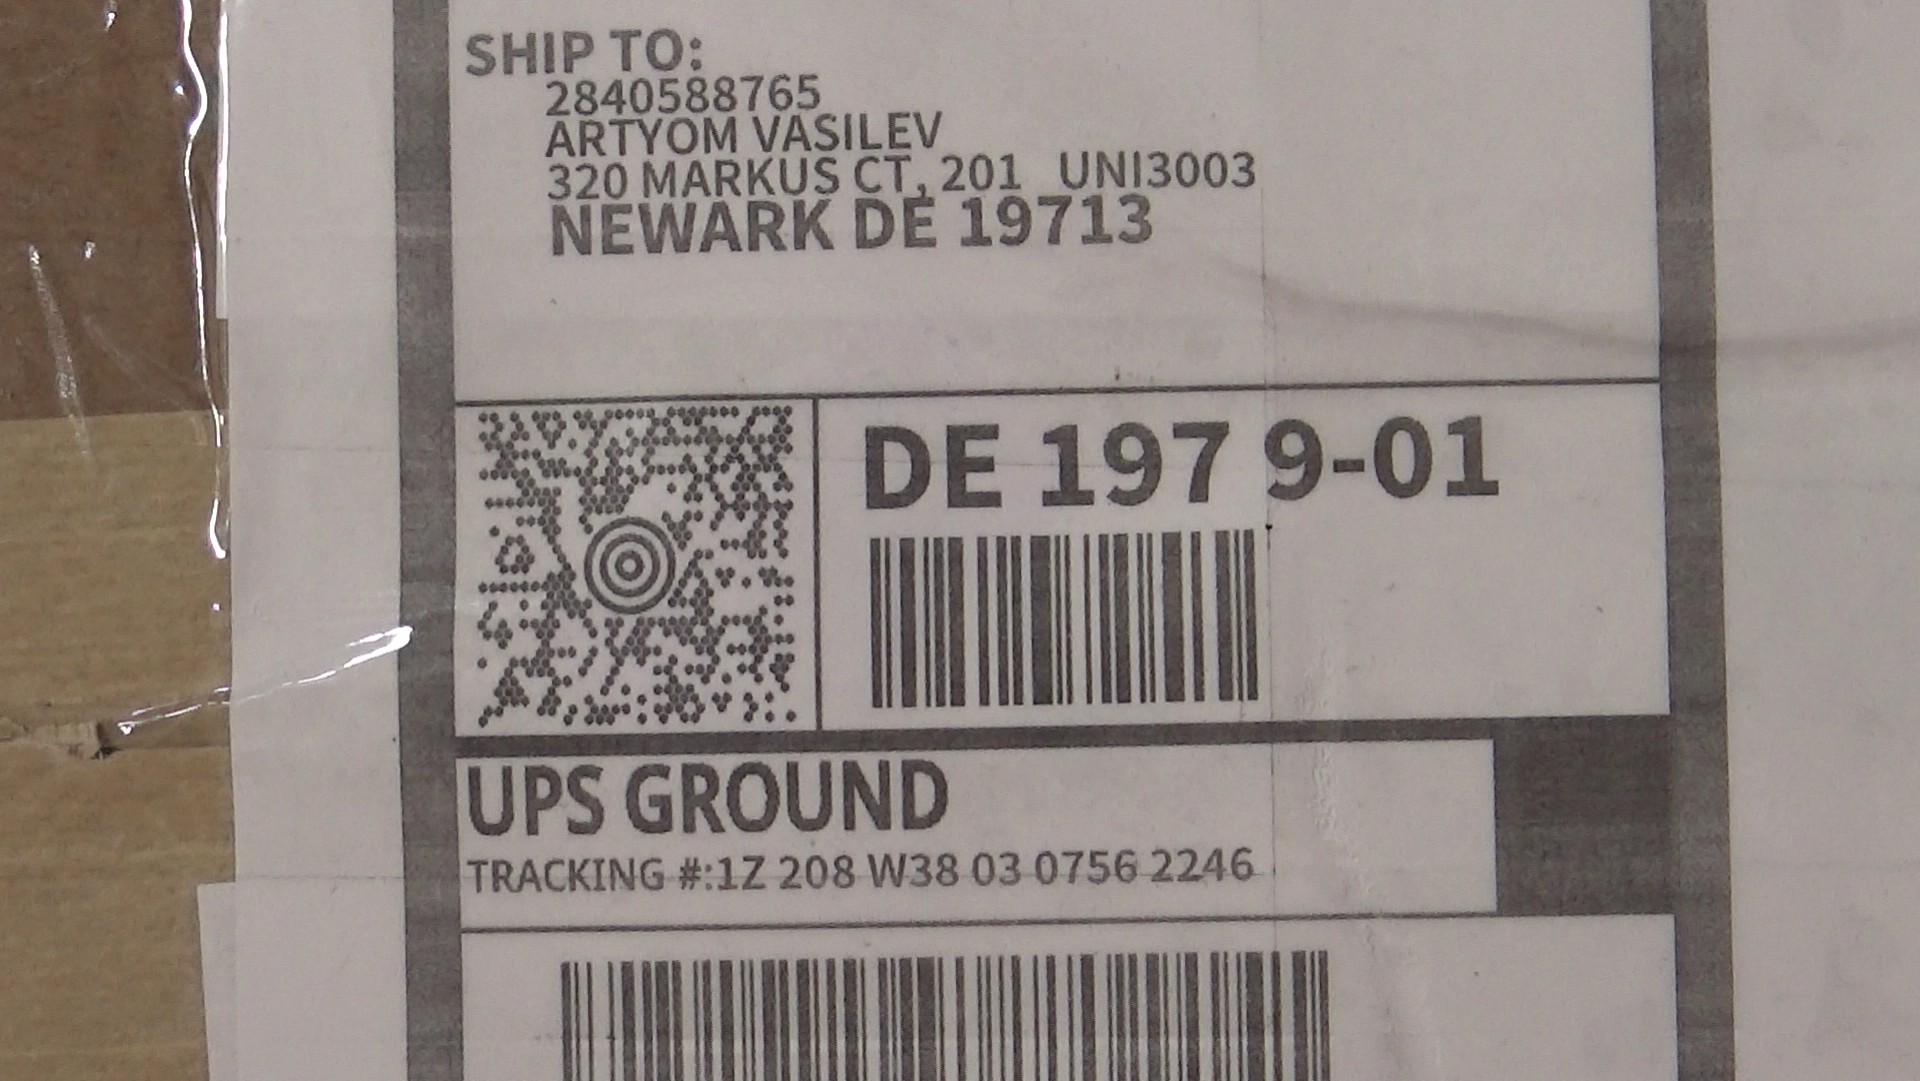 SHIP TO:
2840588765
ARTYOM VASILEV
320 MARKUS CT, 201 UNI3003
NEWARK DE 19713
DE 197 9-01
UPS GROUND
TRACKING #:1Z 208 W38 03 0756 2246